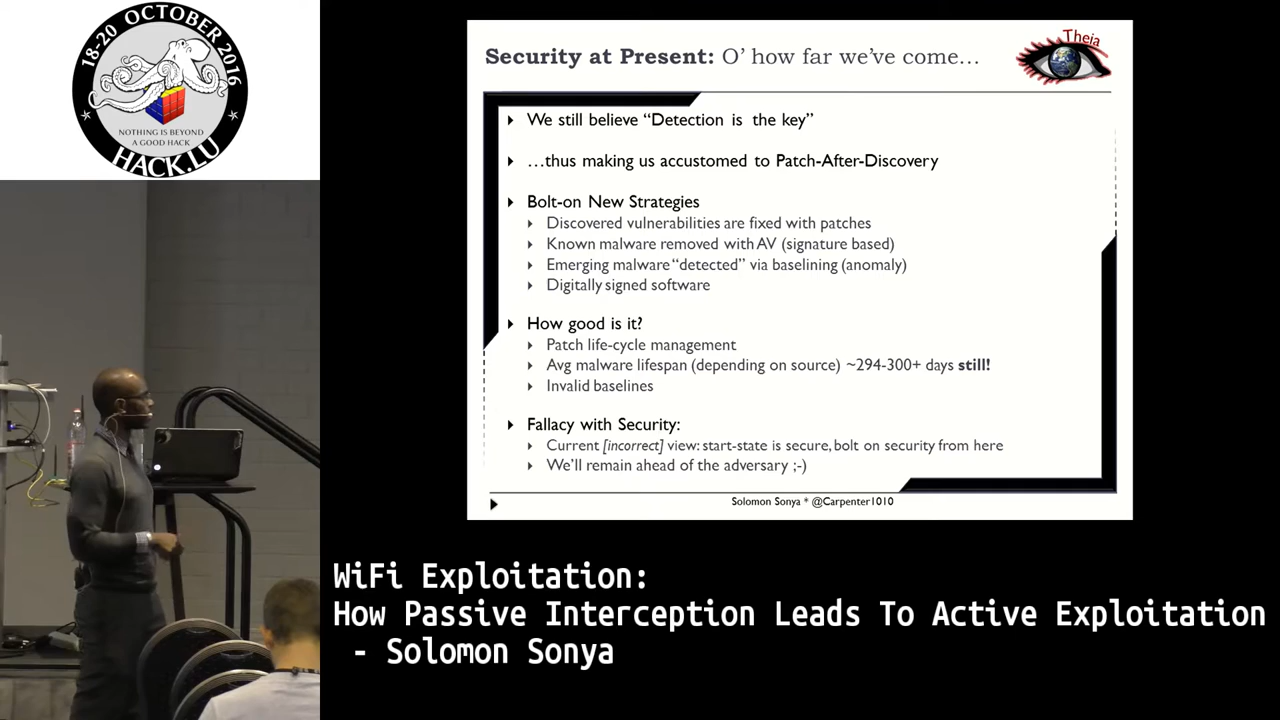 18-20 OCTOBER 2016
NOTHING IS BEYOND
A GOOD HACK
HACK.LU
Security at Present: O' how far we've come…
Theia
We still believe “Detection is the key”
…thus making us accustomed to Patch-After-Discovery
Bolt-on New Strategies
Discovered vulnerabilities are fixed with patches
Known malware removed with AV (signature based)
Emerging malware “detected” via baselining (anomaly)
Digitally signed software
How good is it?
Patch life-cycle management
Avg malware lifespan (depending on source) ~294-300+ days still!
Invalid baselines
Fallacy with Security:
Current [incorrect] view: start-state is secure, bolt on security from here
We'll remain ahead of the adversary ;-)
Solomon Sonya * @Carpenter1010
WiFi Exploitation:
How Passive Interception Leads To Active Exploitation
- Solomon Sonya